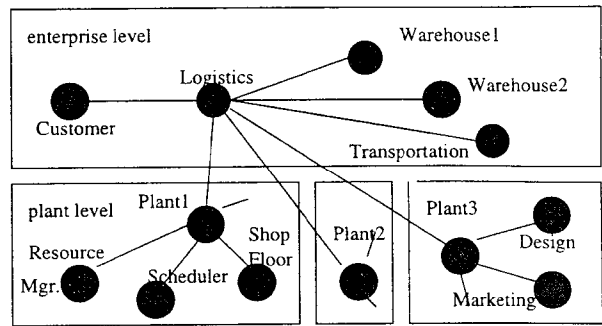 enterprise level
Warehouse1
Logistics
Warehouse2
Customer
Transportation
plant level
Plant1
Resource
Mgr.
Scheduler
Shop
Floor
Plant2
Plant3
Design
Marketing